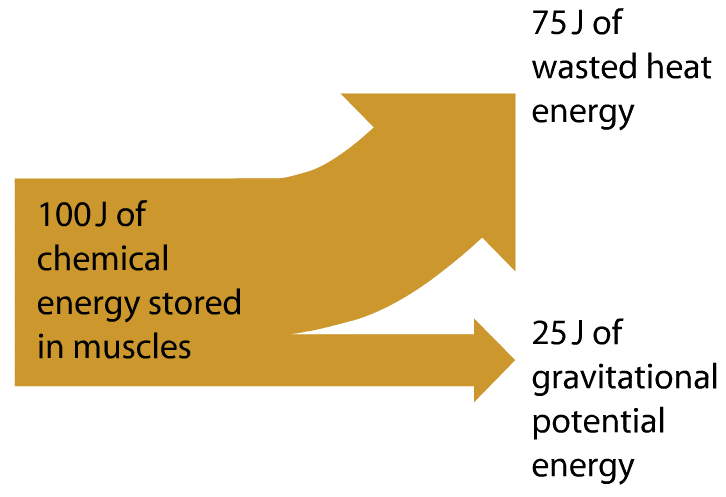 75 J of
wasted heat
energy
100 J of
chemical
energy stored
in muscles
25 J of
gravitational
potential
energy